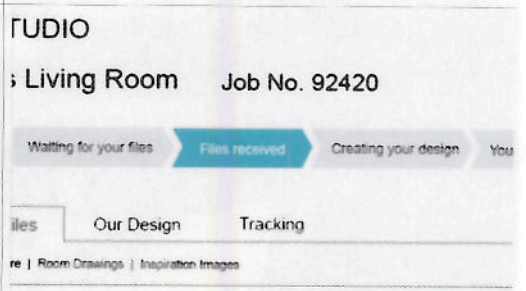 TUDIO
s Living Room Job No. 92420
Waiting for your files Files received Creating your design You
iles Our Design Tracking
re | Room Drawings | Inspiration Images